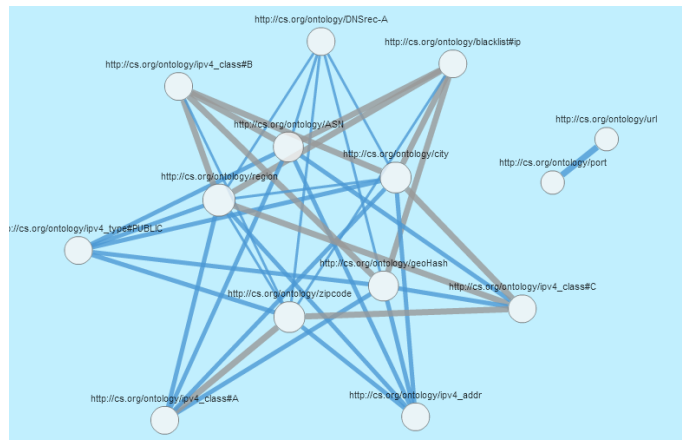 http://cs.org/ontology/DNSrec-A
http://cs.org/ontology/blacklist#ip
http://cs.org/ontology/ipv4_class#B
http://cs.org/ontology/url
http://cs.org/ontology/ASN
http://cs.org/ontology/city
http://cs.org/ontology/port
http://cs.org/ontology/region
p://cs.org/ontology/ipv4_type#PUBLIC
http://cs.org/ontology/geoHash
http://cs.org/ontology/zipcode
http://cs.org/ontology/ipv4_class#C
http://cs.org/ontology/ipv4_class#A
http://cs.org/ontology/ipv4_addr